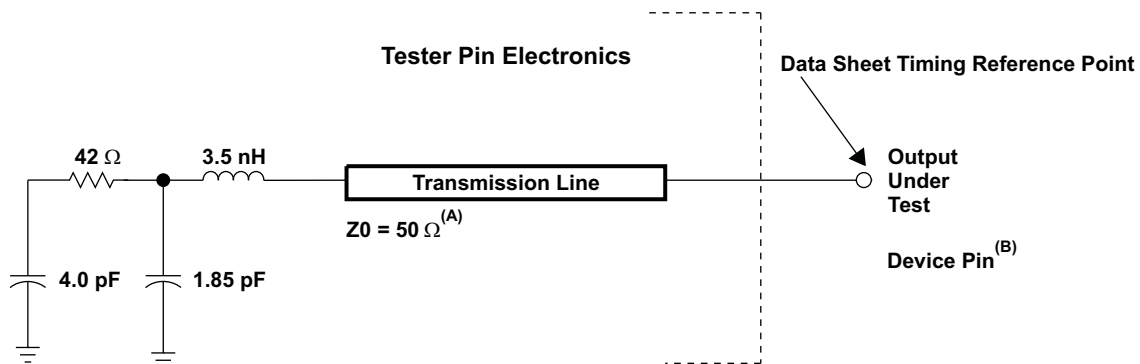 Tester Pin Electronics
Data Sheet Timing Reference Point
42 Ω
3.5 nH
Transmission Line
Output
Under
Test
Z0 = 50 Ω(A)
Device Pin(B)
4.0 pF
1.85 pF